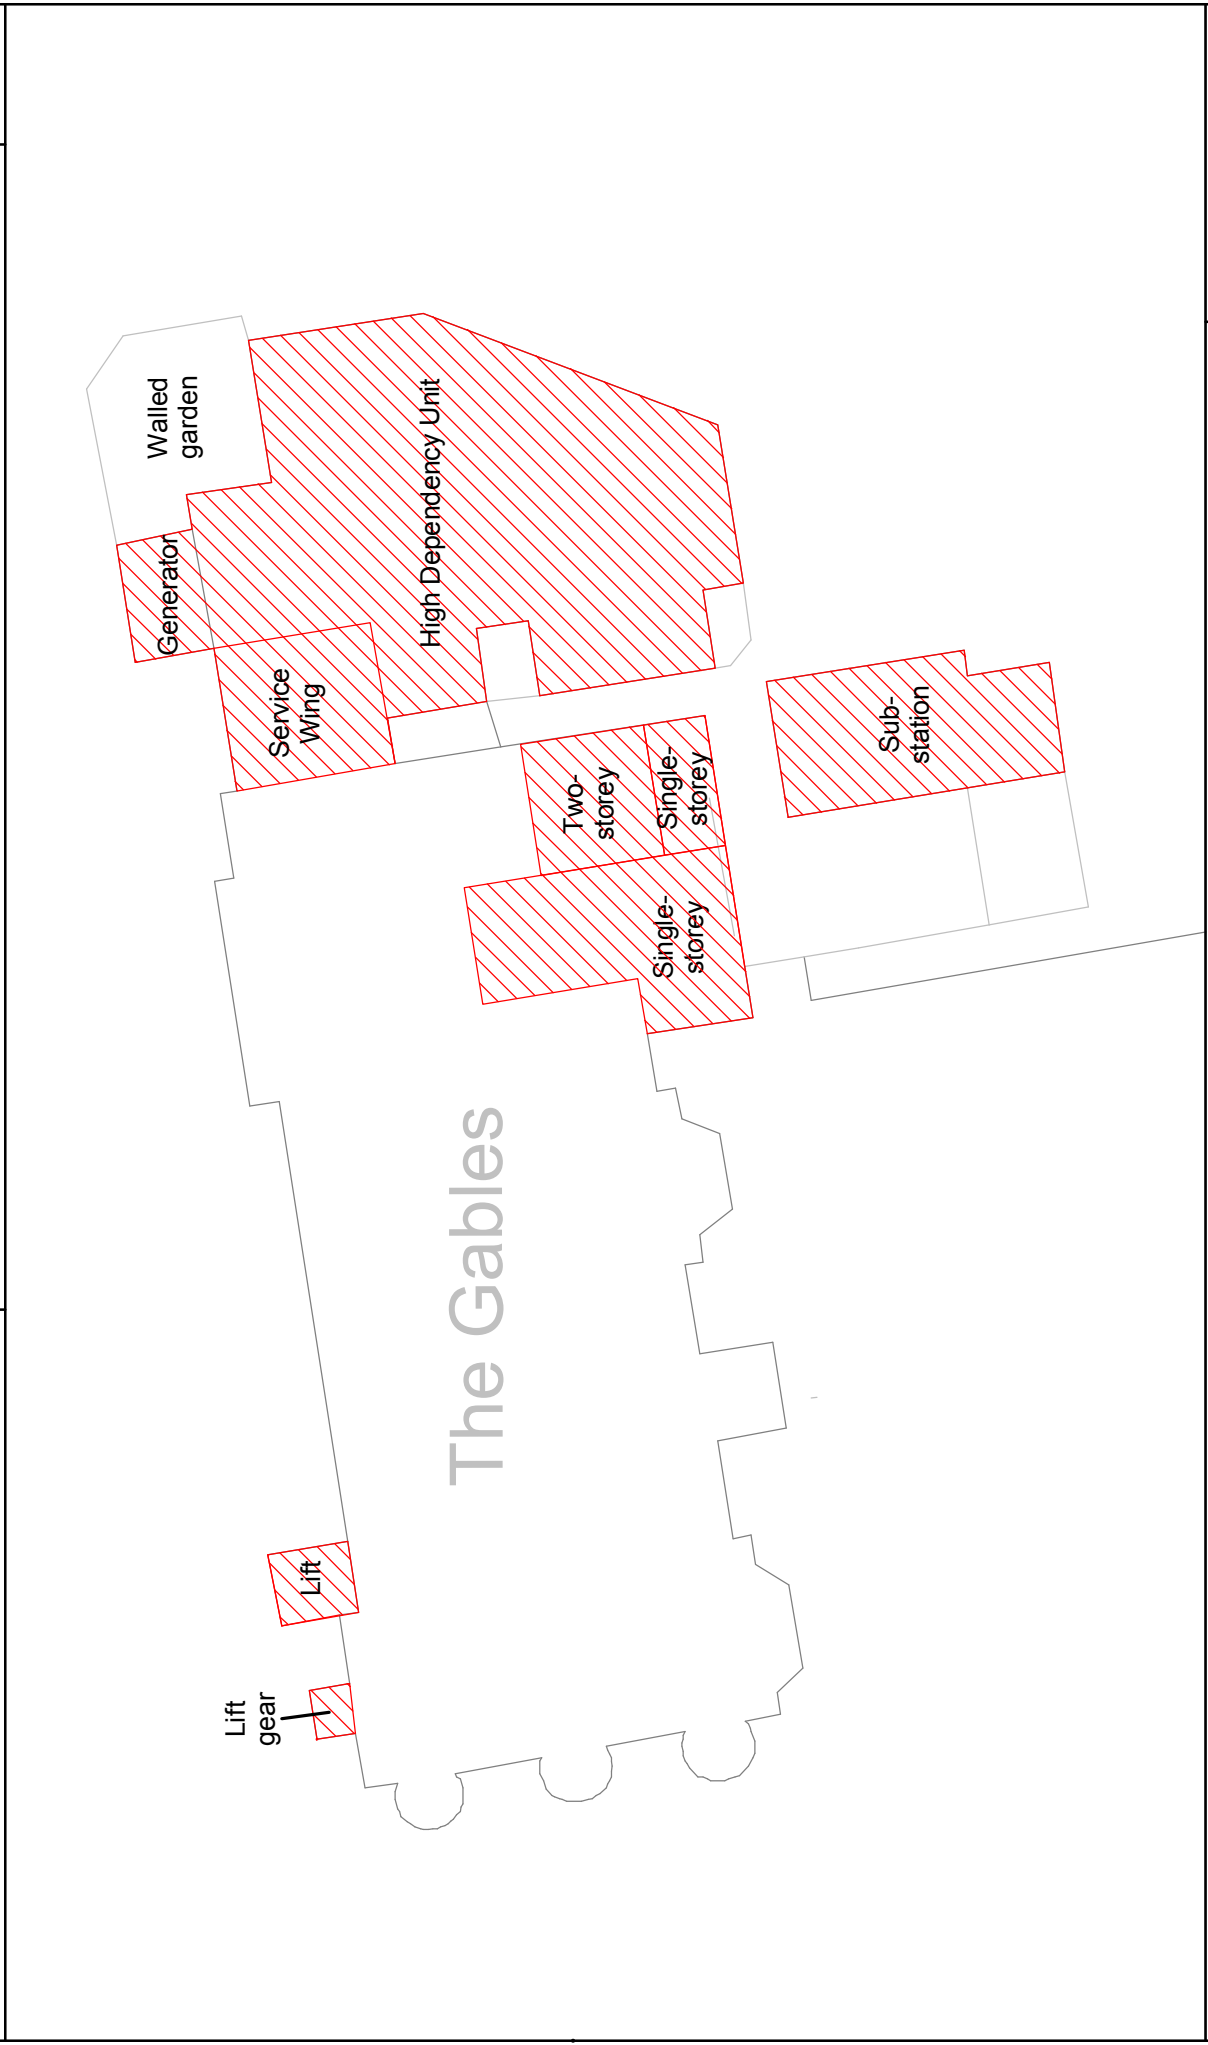 Walled
garden
Generator
High Dependency Unit
Service
Wing
Two-
storey
Single-
storey
Sub-
station
Single-
storey
The Gables
Lift
Lift
gear